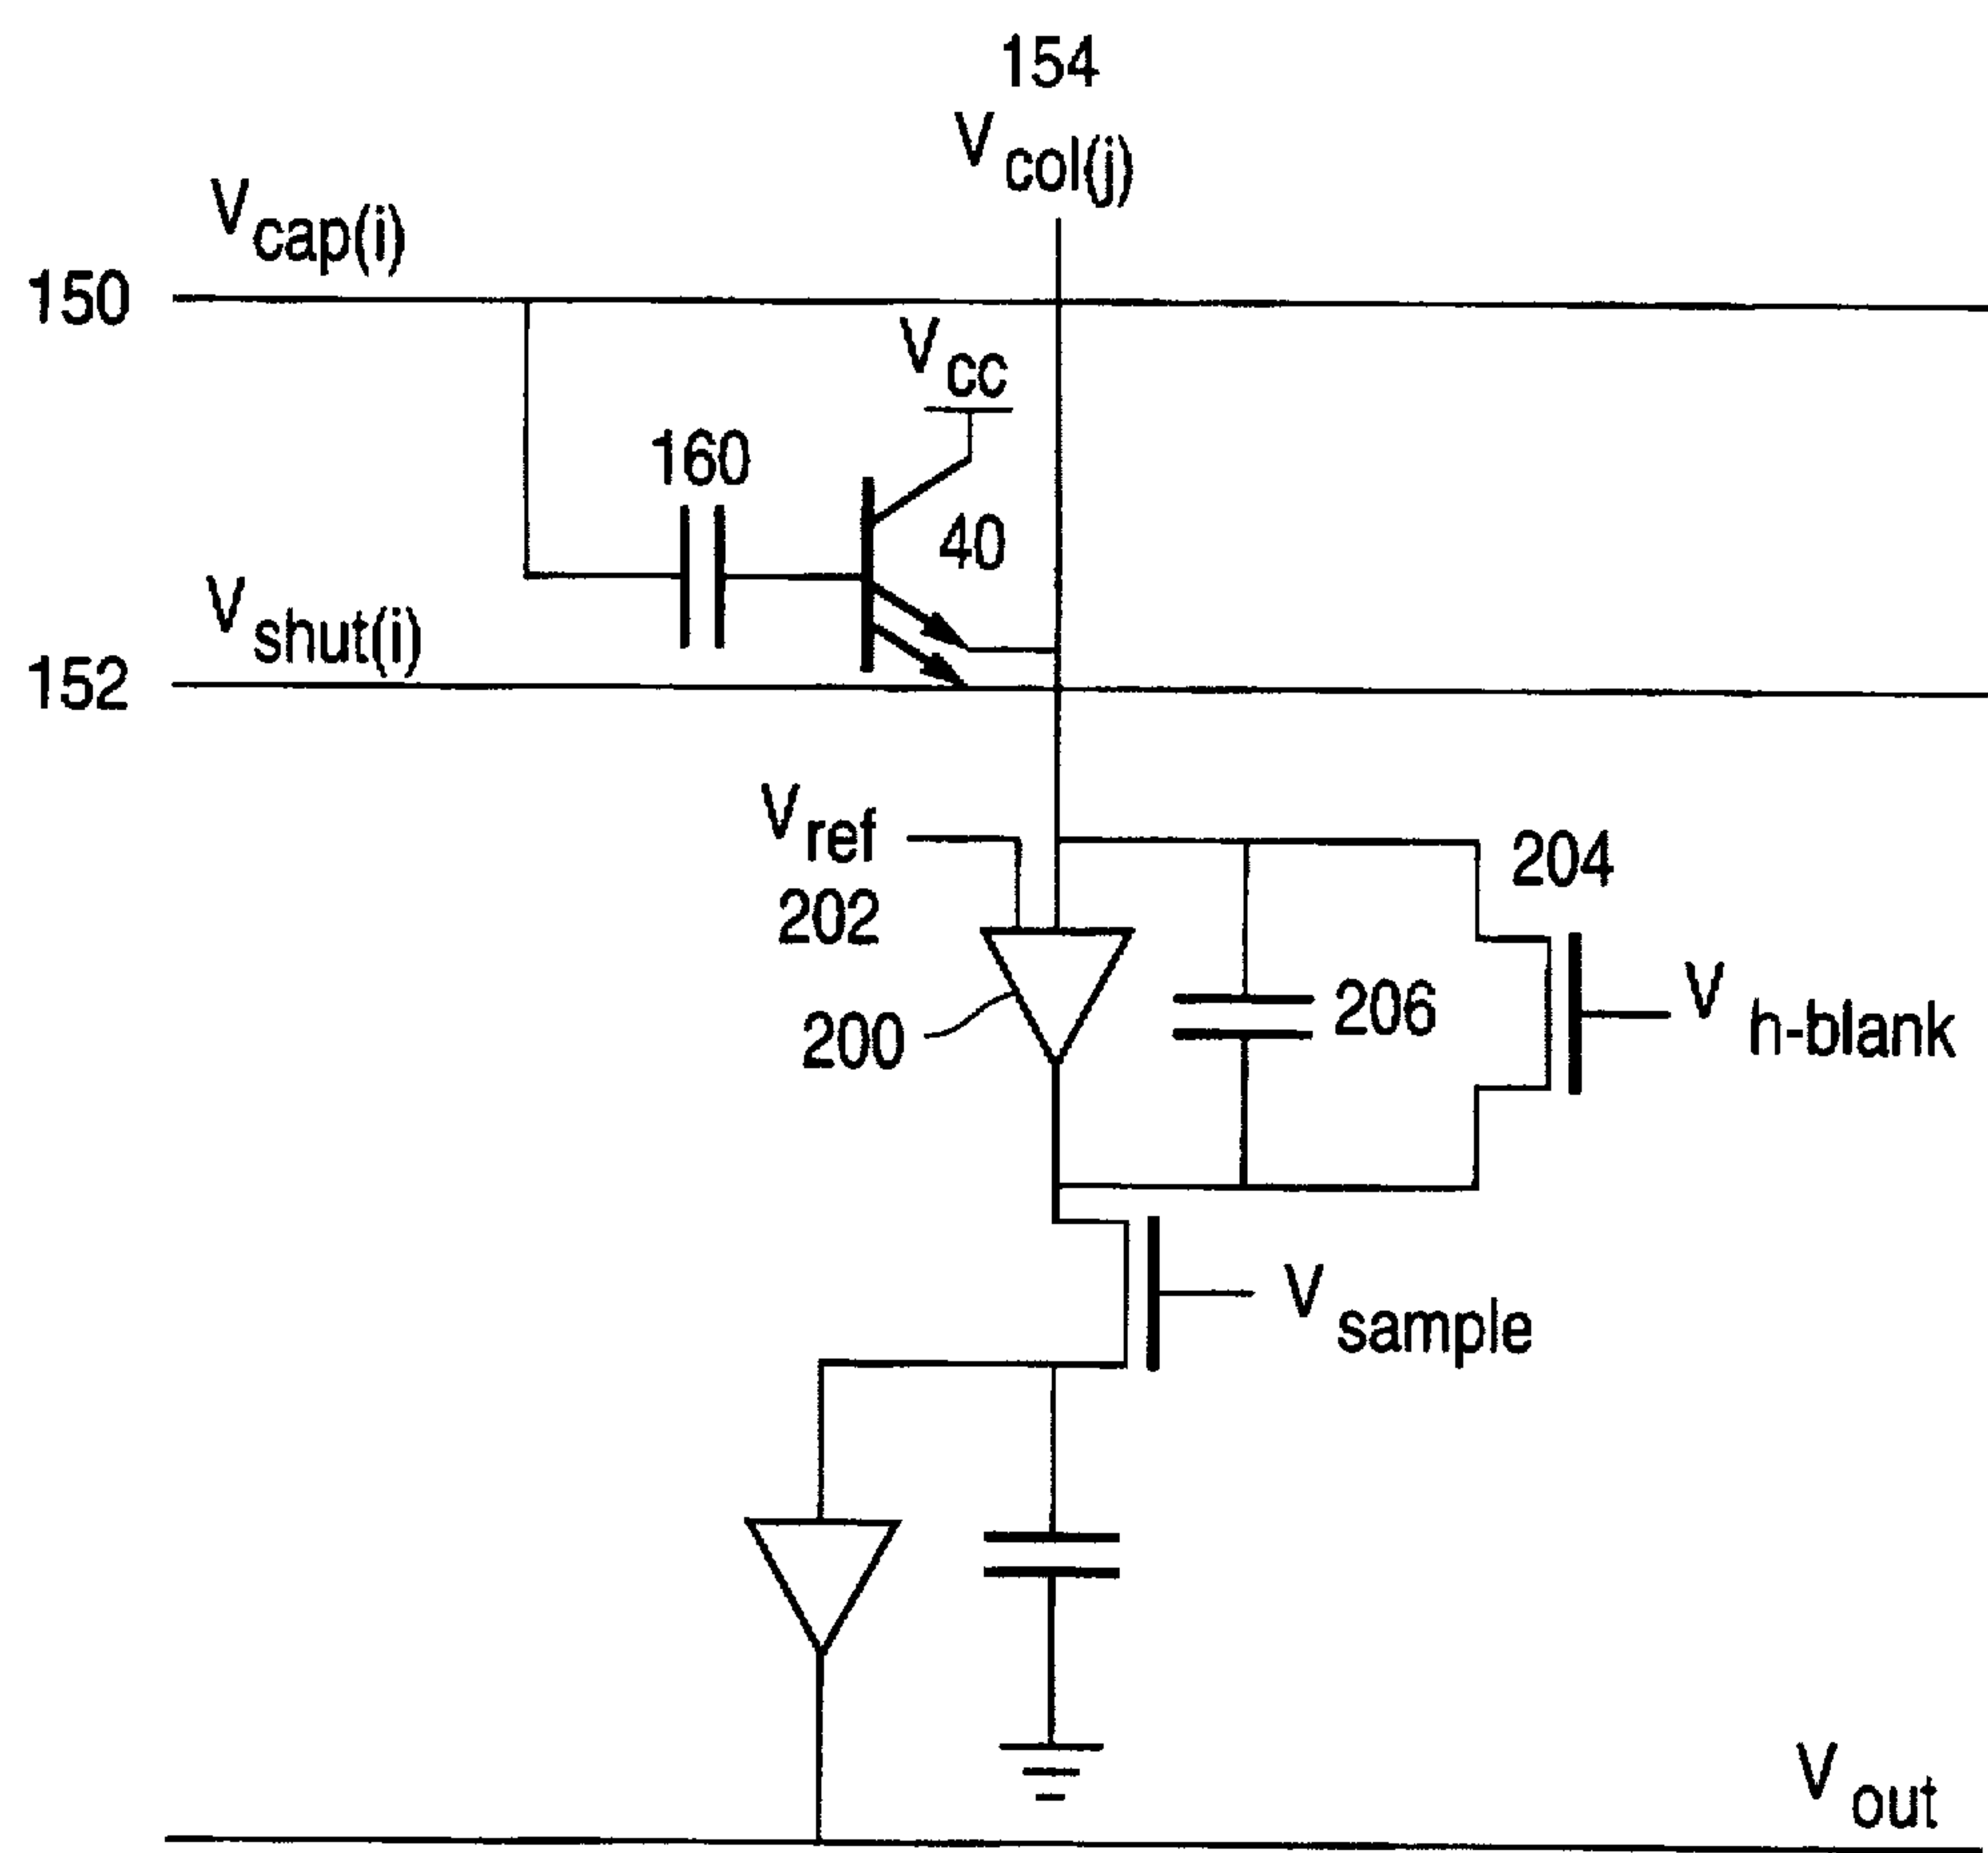 154
Vcol(j)
Vcap(i)
150
Vcc
160
40
Vshut(i)
152
Vref
202
204
200
206
Vh-blank
Vsample
Vout